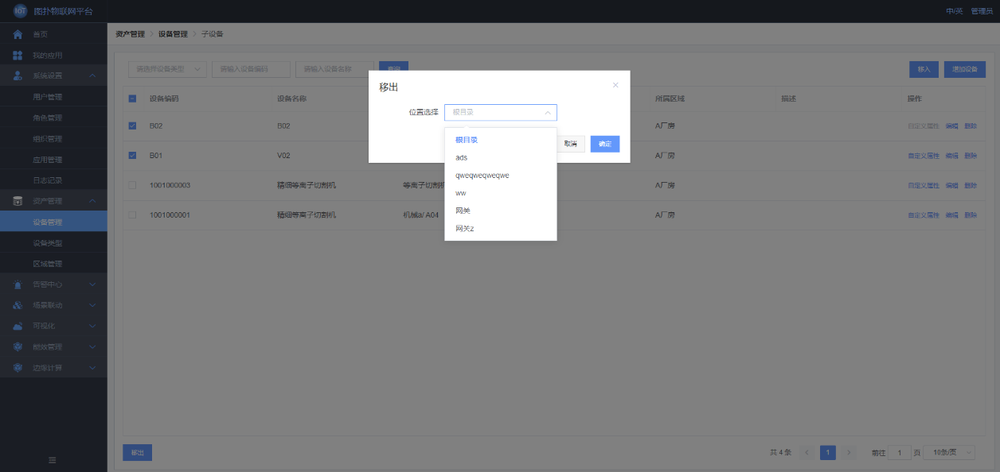 IOT 图扑物联网平台
中/英 管理员
首页
我的应用
系统设置
用户管理
角色管理
组织管理
应用管理
日志记录
资产管理
设备管理
设备类型
区域管理
告警中心
场景联动
可视化
能效管理
边缘计算
资产管理 > 设备管理 > 子设备
请选择设备类型 请输入设备编码 请输入设备名称 查询 移入 增加设备
设备编码 设备名称 所属区域 描述 操作
B02 B02 A厂房 自定义属性 编辑 删除
B01 V02 A厂房 自定义属性 编辑 删除
1001000003 精细等离子切割机 等离子切割机 A厂房 自定义属性 编辑 删除
1001000001 精细等离子切割机 机械a/ A04 A厂房 自定义属性 编辑 删除
移出
位置选择 根目录
取消 确定
根目录
ads
qweqweqweqwe
ww
网关
网关z
移出
共 4 条 < 1 > 前往 1 页 10条/页